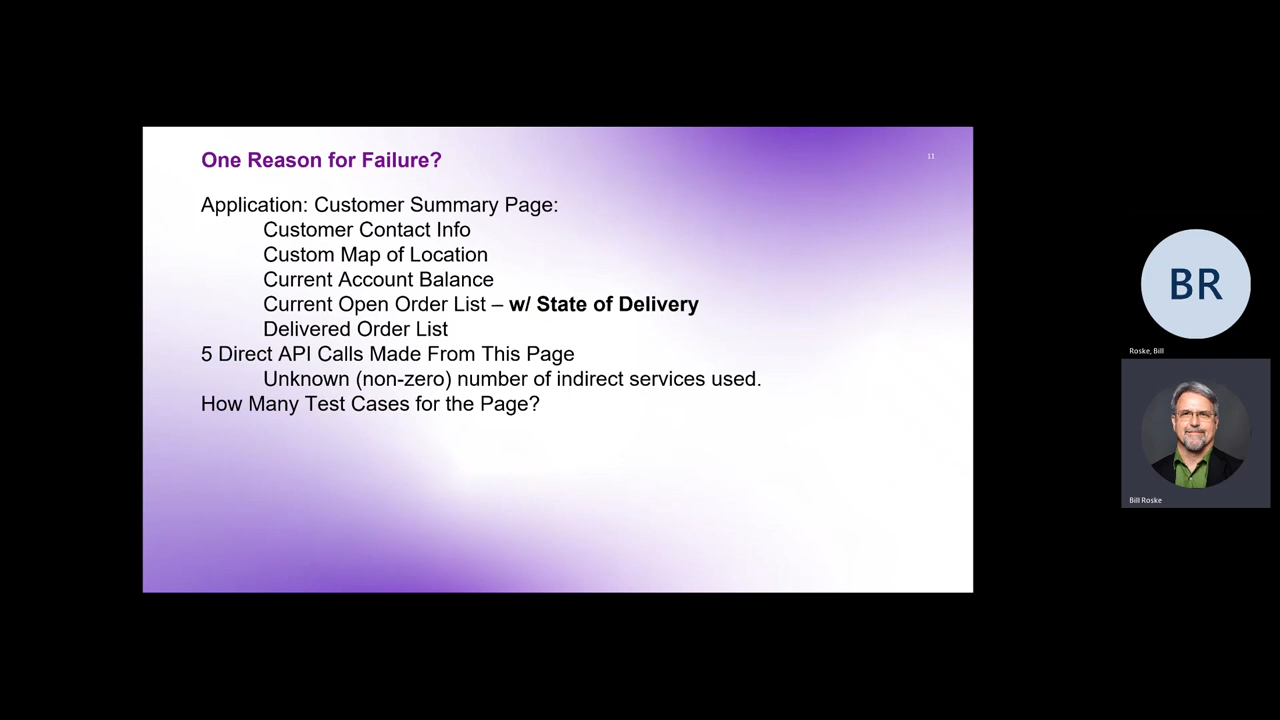 One Reason for Failure?
11
Application: Customer Summary Page:
Customer Contact Info
Custom Map of Location
Current Account Balance
Current Open Order List – w/ State of Delivery
Delivered Order List
5 Direct API Calls Made From This Page
Unknown (non-zero) number of indirect services used.
How Many Test Cases for the Page?
BR
Roske, Bill
Bill Roske